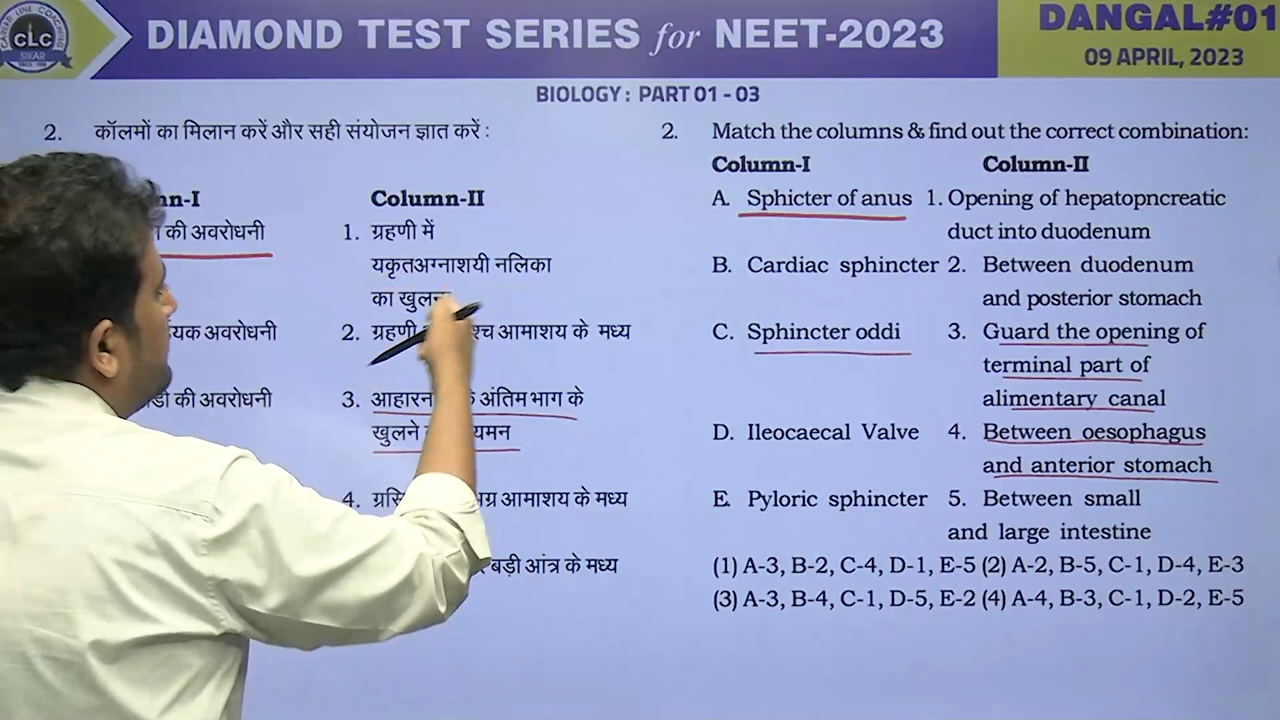 CLC
SIKAR
DIAMOND TEST SERIES for NEET-2023
DANGAL#01
09 APRIL, 2023
BIOLOGY : PART 01 - 03
2. कॉलमों का मिलान करें और सही संयोजन ज्ञात करें :
Column-II
की अवरोधनी
1. ग्रहणी में
यकृतअग्नाशयी नलिका
का खुलना
अवरोधनी
2. ग्रहणी आमाशय के मध्य
की अवरोधनी
3. अंतिम भाग के
खुलने
4. आमाशय के मध्य
बड़ी आंत्र के मध्य
2. Match the columns & find out the correct combination:
Column-I Column-II
A. Sphicter of anus 1. Opening of hepatopncreatic
duct into duodenum
B. Cardiac sphincter 2. Between duodenum
and posterior stomach
C. Sphincter oddi 3. Guard the opening of
terminal part of
alimentary canal
D. Ileocaecal Valve 4. Between oesophagus
and anterior stomach
E. Pyloric sphincter 5. Between small
and large intestine
(1) A-3, B-2, C-4, D-1, E-5 (2) A-2, B-5, C-1, D-4, E-3
(3) A-3, B-4, C-1, D-5, E-2 (4) A-4, B-3, C-1, D-2, E-5